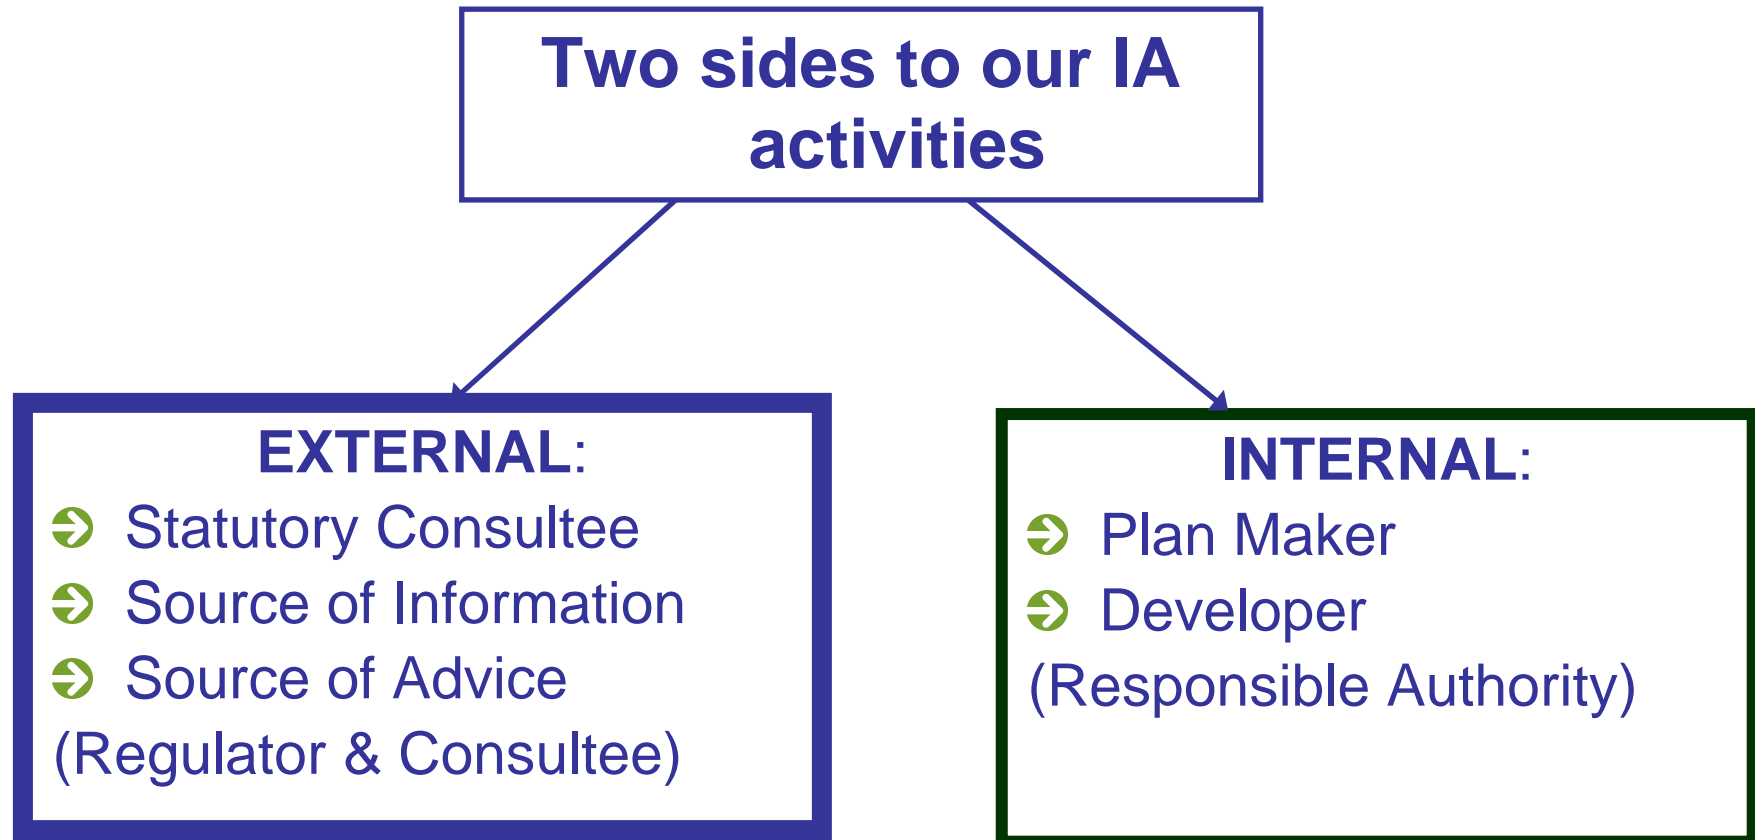 Two sides to our IA
activities
EXTERNAL:
Statutory Consultee
Source of Information
Source of Advice
(Regulator & Consultee)
INTERNAL:
Plan Maker
Developer
(Responsible Authority)